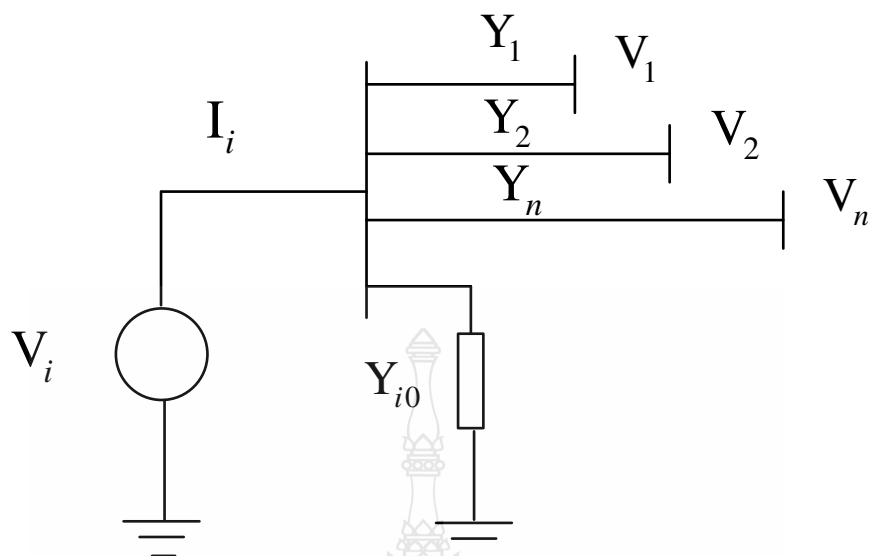 Y₁
V₁
Iᵢ
Y₂
V₂
Yₙ
Vₙ
Vᵢ
Yᵢ₀